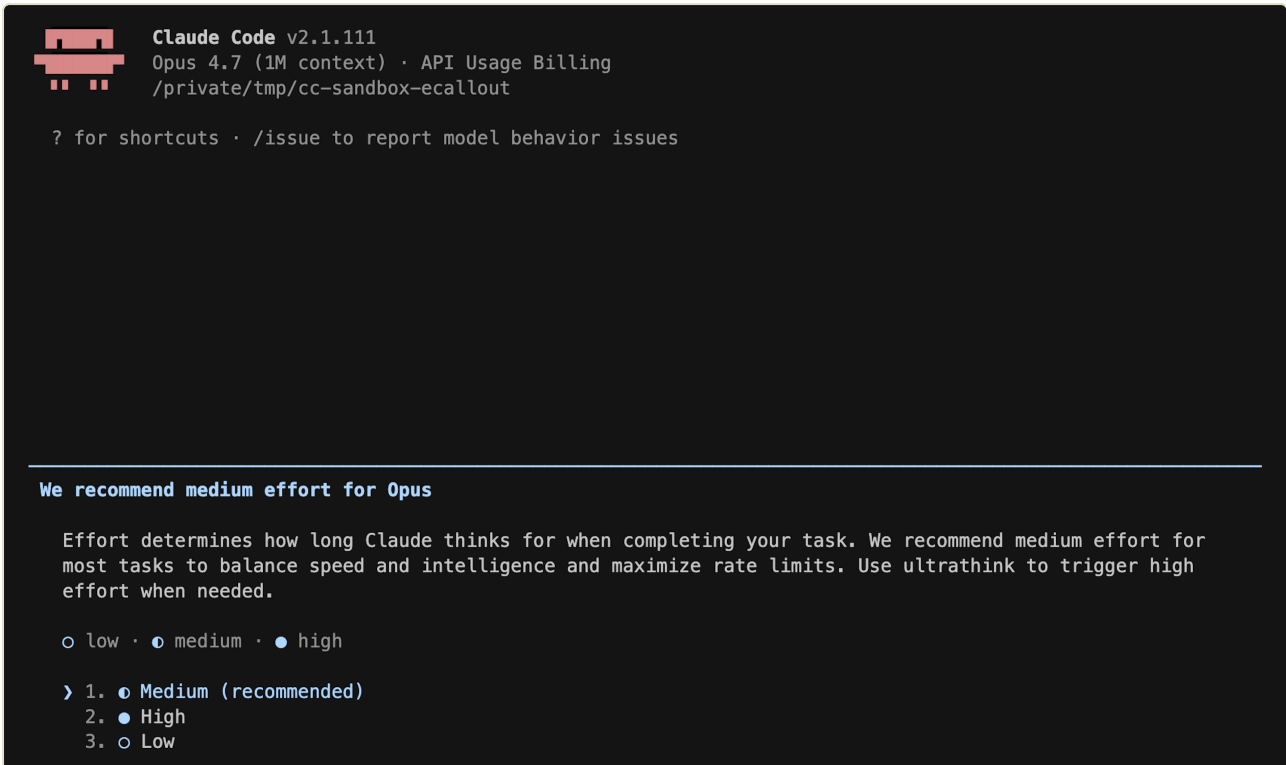 Claude Code v2.1.111
Opus 4.7 (1M context) · API Usage Billing
/private/tmp/cc-sandbox-ecallout
? for shortcuts · /issue to report model behavior issues
We recommend medium effort for Opus
Effort determines how long Claude thinks for when completing your task. We recommend medium effort for
most tasks to balance speed and intelligence and maximize rate limits. Use ultrathink to trigger high
effort when needed.
○ low · ◐ medium · ● high
❯ 1. ◐ Medium (recommended)
2. ● High
3. ○ Low